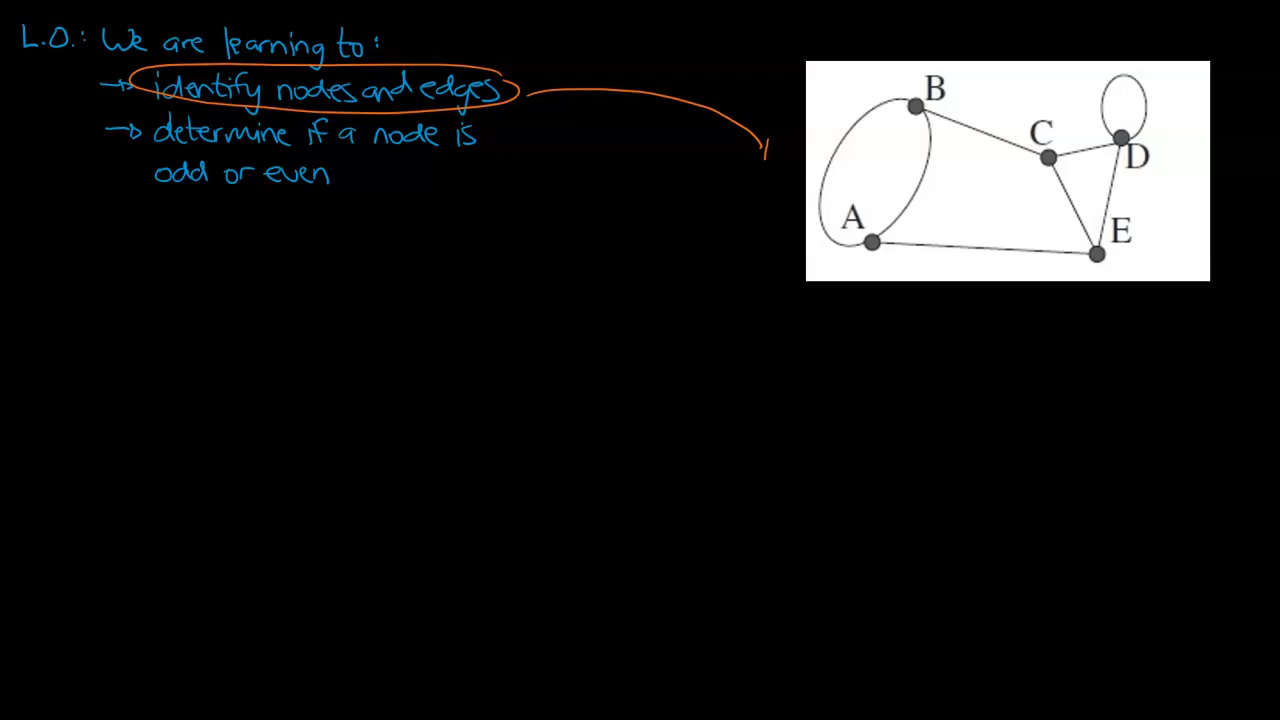 L.O.: We are learning to:
→ identify nodes and edges
→ determine if a node is
odd or even
B
C
D
A
E